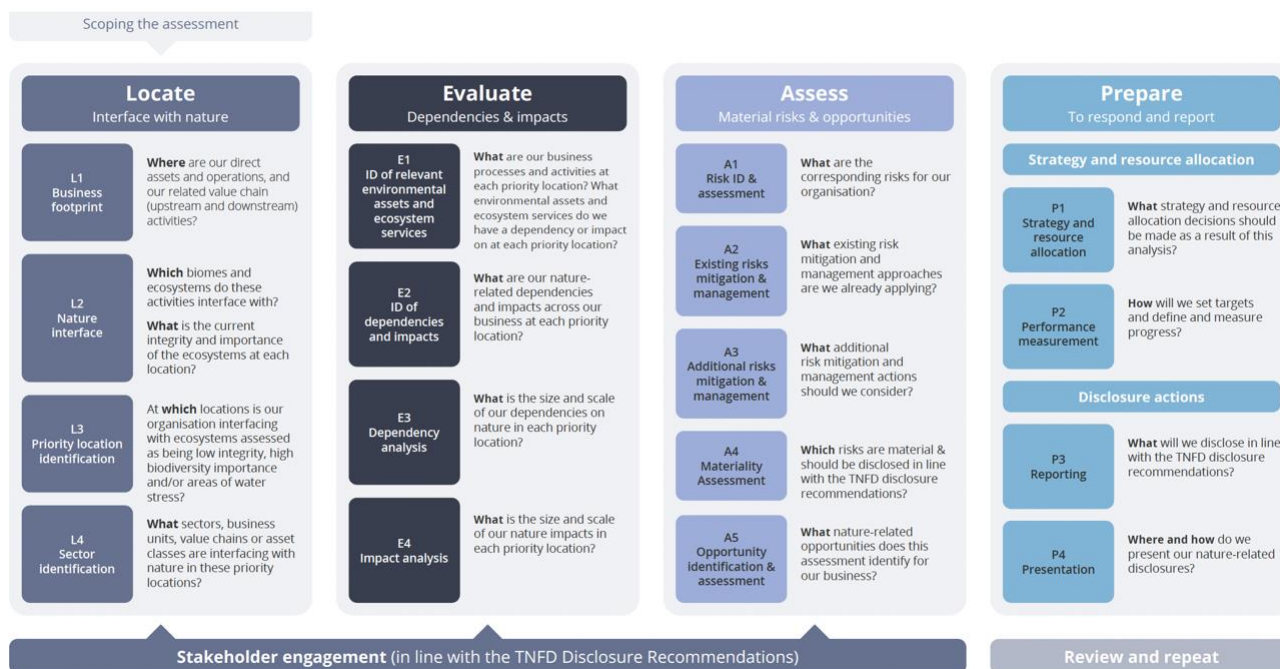 Scoping the assessment
Locate
Interface with nature
L1
Business
footprint
Where are our direct
assets and operations, and
our related value chain
(upstream and downstream)
activities?
L2
Nature
interface
Which biomes and
ecosystems do these
activities interface with?
What is the current
integrity and importance
of the ecosystems at each
location?
L3
Priority location
identification
At which locations is our
organisation interfacing
with ecosystems assessed
as being low integrity, high
biodiversity importance
and/or areas of water
stress?
L4
Sector
identification
What sectors, business
units, value chains or asset
classes are interfacing with
nature in these priority
locations?
Evaluate
Dependencies & impacts
E1
ID of relevant
environmental
assets and
ecosystem
services
What are our business
processes and activities at
each priority location? What
environmental assets and
ecosystem services do we
have a dependency or impact
on at each priority location?
E2
ID of
dependencies
and impacts
What are our nature-
related dependencies
and impacts across our
business at each priority
location?
E3
Dependency
analysis
What is the size and scale
of our dependencies on
nature in each priority
location?
E4
Impact analysis
What is the size and scale
of our nature impacts in
each priority location?
Assess
Material risks & opportunities
A1
Risk ID &
assessment
What are the
corresponding risks for our
organisation?
A2
Existing risks
mitigation &
management
What existing risk
mitigation and
management approaches
are we already applying?
A3
Additional risks
mitigation &
management
What additional
risk mitigation and
management actions
should we consider?
A4
Materiality
Assessment
Which risks are material &
should be disclosed in line
with the TNFD disclosure
recommendations?
A5
Opportunity
identification &
assessment
What nature-related
opportunities does this
assessment identify for
our business?
Prepare
To respond and report
Strategy and resource allocation
P1
Strategy and
resource
allocation
What strategy and resource
allocation decisions should
be made as a result of this
analysis?
P2
Performance
measurement
How will we set targets
and define and measure
progress?
Disclosure actions
P3
Reporting
What will we disclose in line
with the TNFD disclosure
recommendations?
P4
Presentation
Where and how do we
present our nature-related
disclosures?
Stakeholder engagement (in line with the TNFD Disclosure Recommendations)
Review and repeat